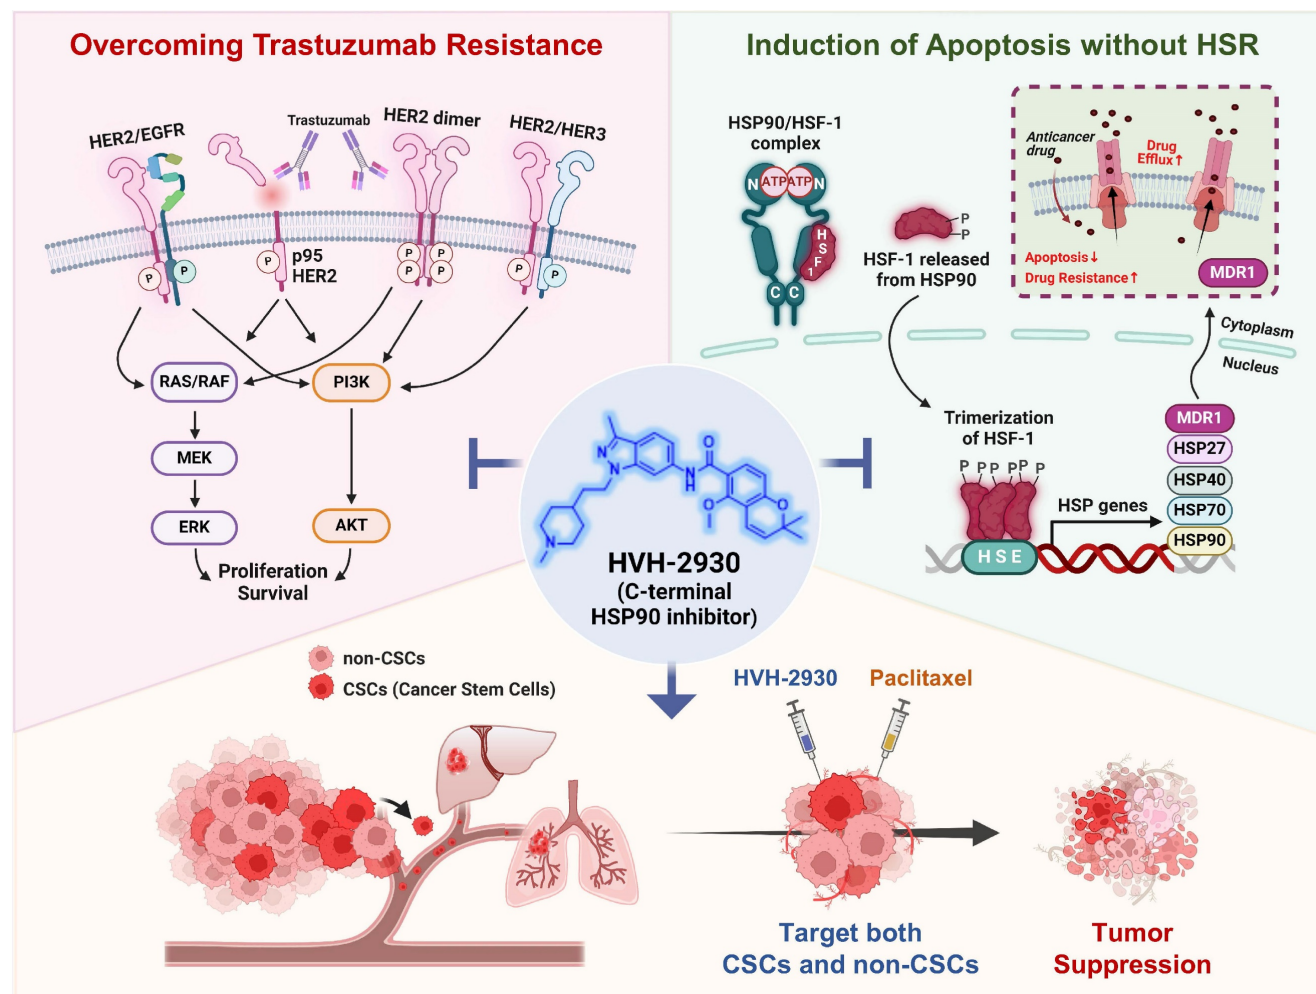 Overcoming Trastuzumab Resistance
HER2/EGFR
Trastuzumab
HER2 dimer
HER2/HER3
P
P
P
p95
HER2
P
P
P
P
P
P
RAS/RAF
PI3K
MEK
ERK
AKT
Proliferation
Survival
Induction of Apoptosis without HSR
HSP90/HSF-1
complex
N
ATP
ATP
N
H
S
F
1
C
C
P
P
HSF-1 released
from HSP90
Anticancer
drug
Drug
Efflux↑
Apoptosis↓
Drug Resistance↑
MDR1
Cytoplasm
Nucleus
Trimerization
of HSF-1
P
P
P
P
P
P
HSE
HSP genes
MDR1
HSP27
HSP40
HSP70
HSP90
N
N
N
H
O
O
O
N
HVH-2930
(C-terminal
HSP90 inhibitor)
non-CSCs
CSCs (Cancer Stem Cells)
HVH-2930
Paclitaxel
Target both
CSCs and non-CSCs
Tumor
Suppression